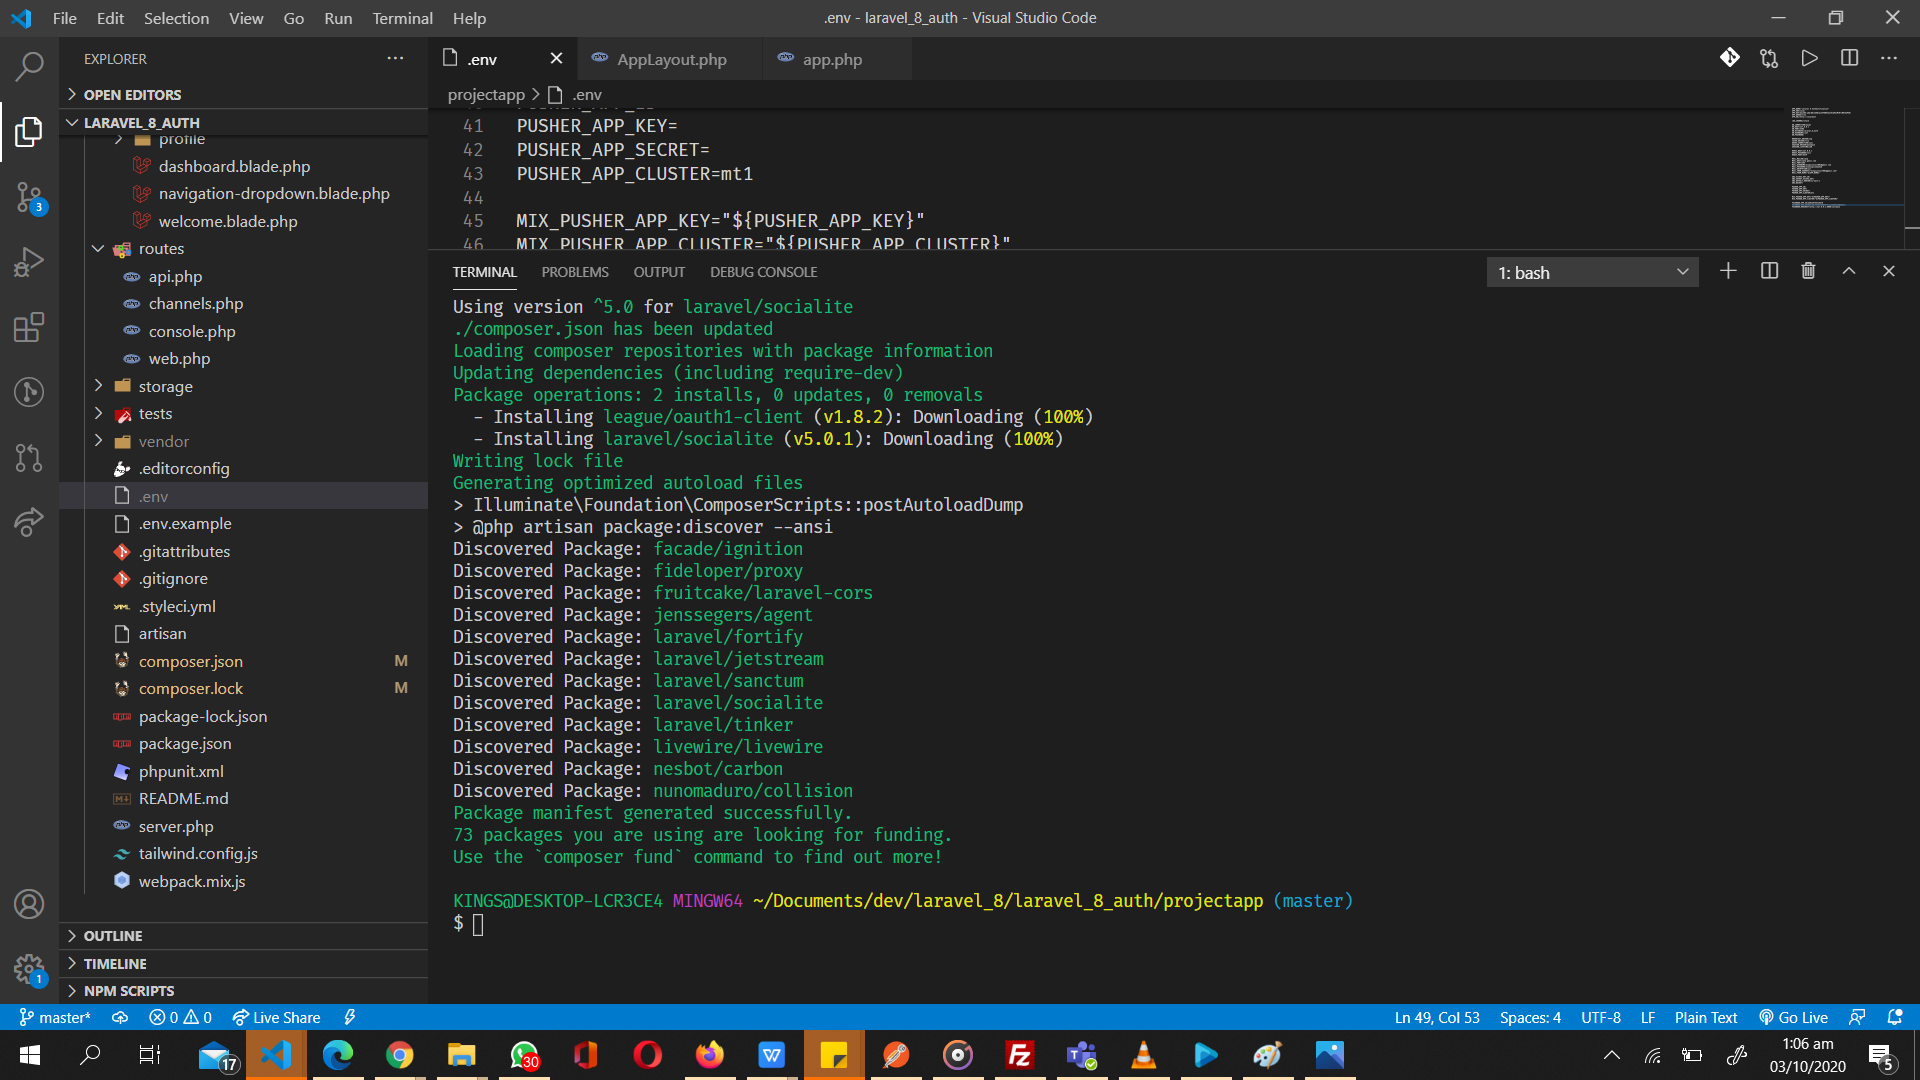 File Edit Selection View Go Run Terminal Help
.env - laravel_8_auth - Visual Studio Code
EXPLORER
.env
AppLayout.php
app.php
OPEN EDITORS
LARAVEL_8_AUTH
profile
dashboard.blade.php
navigation-dropdown.blade.php
welcome.blade.php
routes
api.php
channels.php
console.php
web.php
storage
tests
vendor
.editorconfig
.env
.env.example
.gitattributes
.gitignore
.styleci.yml
artisan
composer.json M
composer.lock M
package-lock.json
package.json
phpunit.xml
README.md
server.php
tailwind.config.js
webpack.mix.js
OUTLINE
TIMELINE
NPM SCRIPTS
3
1
projectapp > .env
41 PUSHER_APP_KEY=
42 PUSHER_APP_SECRET=
43 PUSHER_APP_CLUSTER=mt1
44
45 MIX_PUSHER_APP_KEY="${PUSHER_APP_KEY}"
46 MIX_PUSHER_APP_CLUSTER="${PUSHER_APP_CLUSTER}"
TERMINAL PROBLEMS OUTPUT DEBUG CONSOLE
1: bash
Using version ^5.0 for laravel/socialite
./composer.json has been updated
Loading composer repositories with package information
Updating dependencies (including require-dev)
Package operations: 2 installs, 0 updates, 0 removals
- Installing league/oauth1-client (v1.8.2): Downloading (100%)
- Installing laravel/socialite (v5.0.1): Downloading (100%)
Writing lock file
Generating optimized autoload files
> Illuminate\Foundation\ComposerScripts::postAutoloadDump
> @php artisan package:discover --ansi
Discovered Package: facade/ignition
Discovered Package: fideloper/proxy
Discovered Package: fruitcake/laravel-cors
Discovered Package: jenssegers/agent
Discovered Package: laravel/fortify
Discovered Package: laravel/jetstream
Discovered Package: laravel/sanctum
Discovered Package: laravel/socialite
Discovered Package: laravel/tinker
Discovered Package: livewire/livewire
Discovered Package: nesbot/carbon
Discovered Package: nunomaduro/collision
Package manifest generated successfully.
73 packages you are using are looking for funding.
Use the `composer fund` command to find out more!
KINGS@DESKTOP-LCR3CE4 MINGW64 ~/Documents/dev/laravel_8/laravel_8_auth/projectapp (master)
$
master* 0 0 Live Share
Ln 49, Col 53 Spaces: 4 UTF-8 LF Plain Text Go Live
17
30
1:06 am
03/10/2020
5